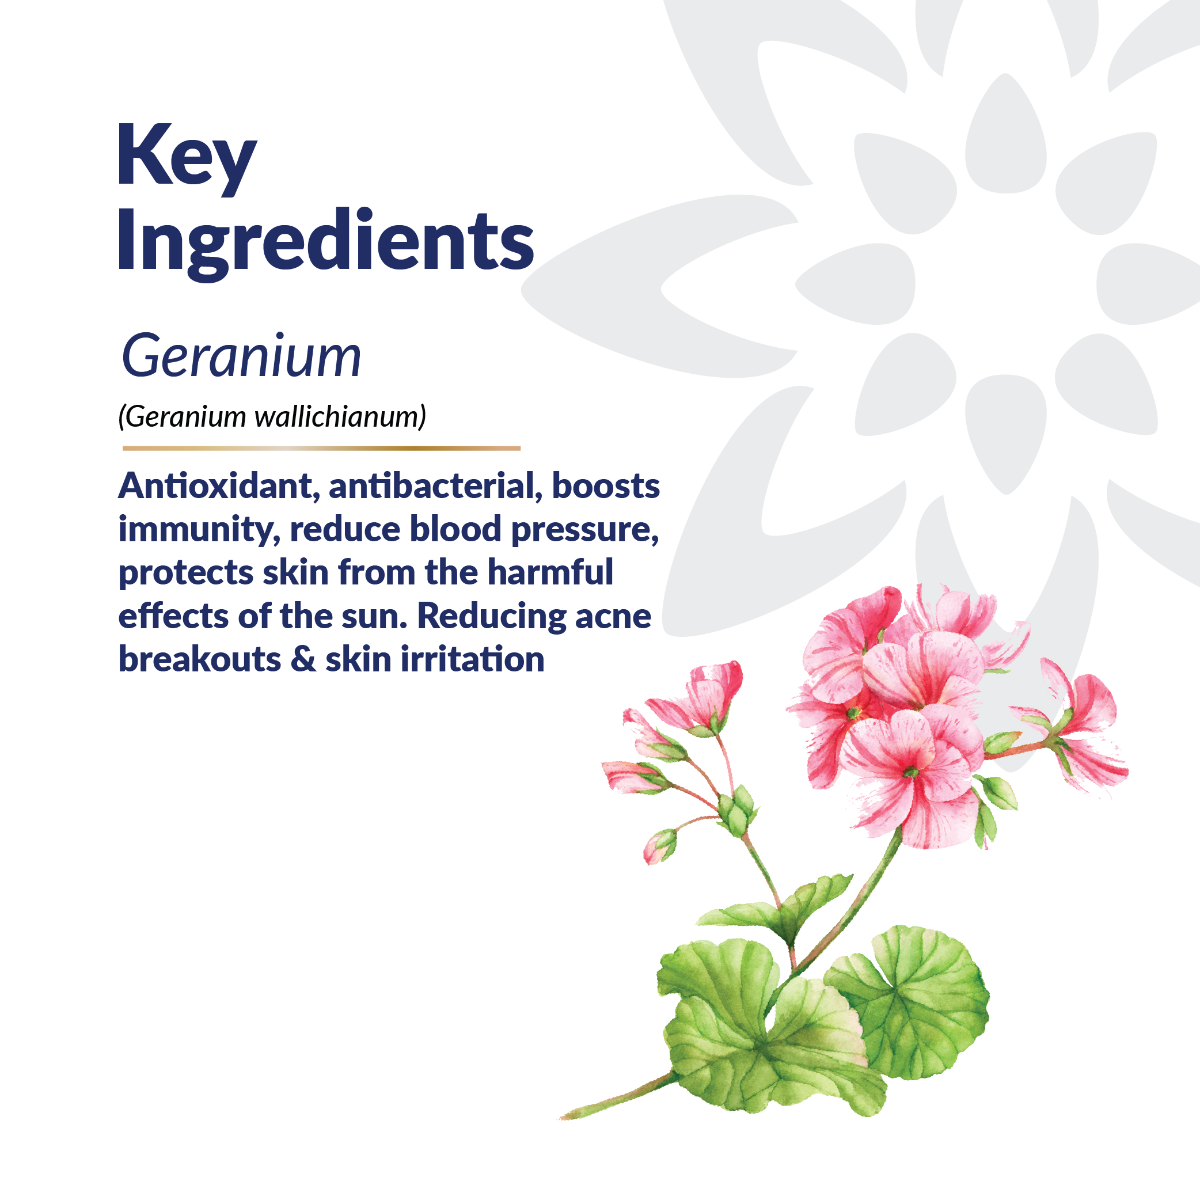 Key
Ingredients
Geranium
(Geranium wallichianum)
Antioxidant, antibacterial, boosts
immunity, reduce blood pressure,
protects skin from the harmful
effects of the sun. Reducing acne
breakouts & skin irritation